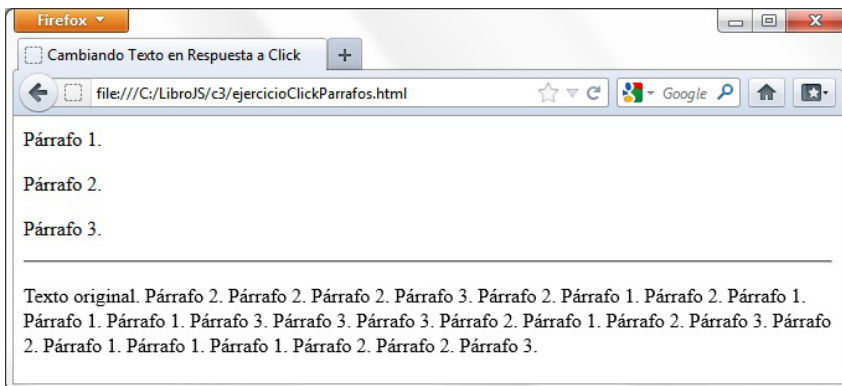 Firefox
Cambiando Texto en Respuesta a Click
file:///C:/LibroJS/c3/ejercicioClickParrafos.html
Google
Párrafo 1.
Párrafo 2.
Párrafo 3.
Texto original. Párrafo 2. Párrafo 2. Párrafo 2. Párrafo 3. Párrafo 2. Párrafo 1. Párrafo 2. Párrafo 1.
Párrafo 1. Párrafo 1. Párrafo 3. Párrafo 3. Párrafo 3. Párrafo 2. Párrafo 1. Párrafo 2. Párrafo 3. Párrafo
2. Párrafo 1. Párrafo 1. Párrafo 1. Párrafo 2. Párrafo 2. Párrafo 3.